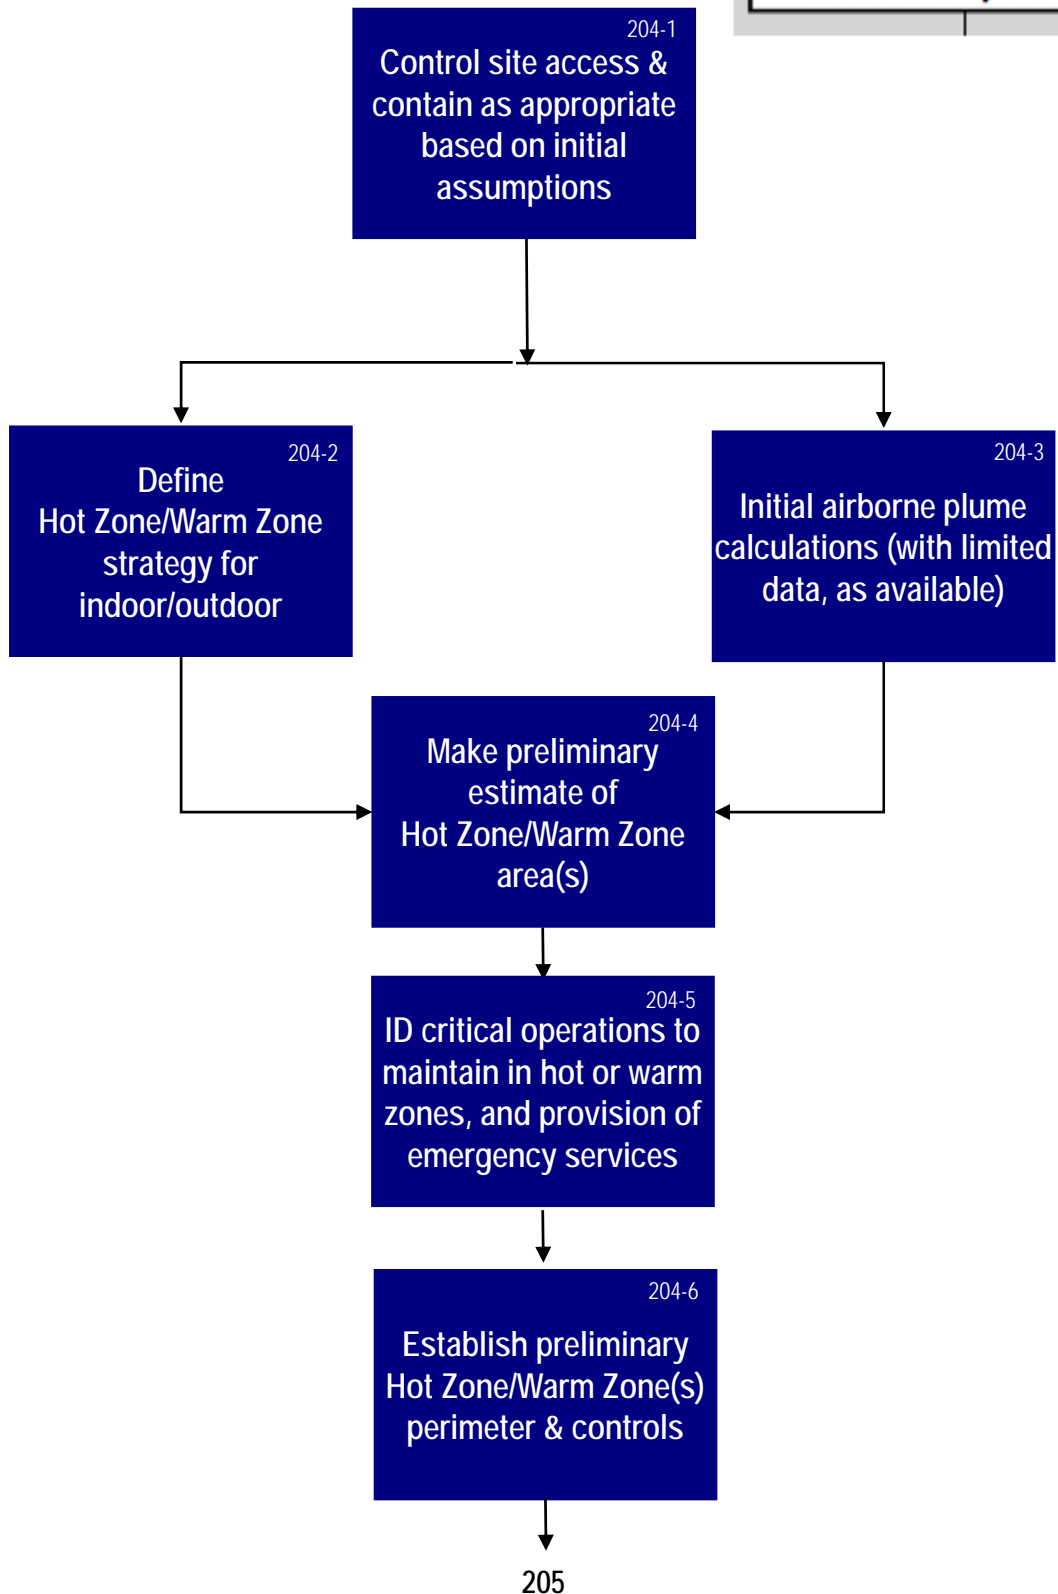 204-1
Control site access &
contain as appropriate
based on initial
assumptions
204-2
Define
Hot Zone/Warm Zone
strategy for
indoor/outdoor
204-3
Initial airborne plume
calculations (with limited
data, as available)
204-4
Make preliminary
estimate of
Hot Zone/Warm Zone
area(s)
204-5
ID critical operations to
maintain in hot or warm
zones, and provision of
emergency services
204-6
Establish preliminary
Hot Zone/Warm Zone(s)
perimeter & controls
205